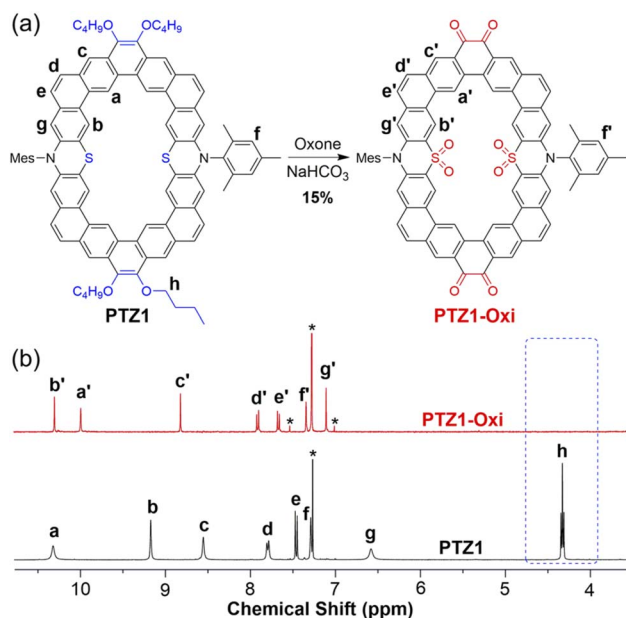 (a)
C₄H₉O OC₄H₉
c c'
d d'
e a e' a'
g b g' b'
f f'
Mes N S S N
Oxone
NaHCO₃
15%
Mes N S S N
O O O O
O O
C₄H₉O O h
O O
PTZ1 PTZ1-Oxi
(b)
b' a' c' d' e' f' g' * * *
PTZ1-Oxi
h
a b c d e f * g
PTZ1
10 9 8 7 6 5 4
Chemical Shift (ppm)